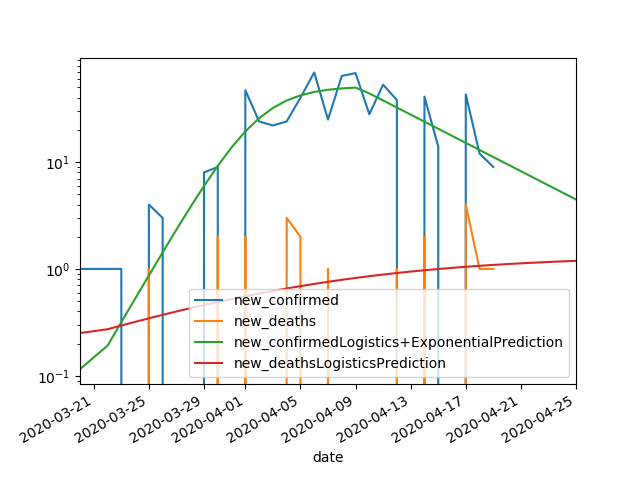 10¹
10⁰
10⁻¹
new_confirmed
new_deaths
new_confirmedLogistics+ExponentialPrediction
new_deathsLogisticsPrediction
2020-03-21
2020-03-25
2020-03-29
2020-04-01
2020-04-05
2020-04-09
2020-04-13
2020-04-17
2020-04-21
2020-04-25
date